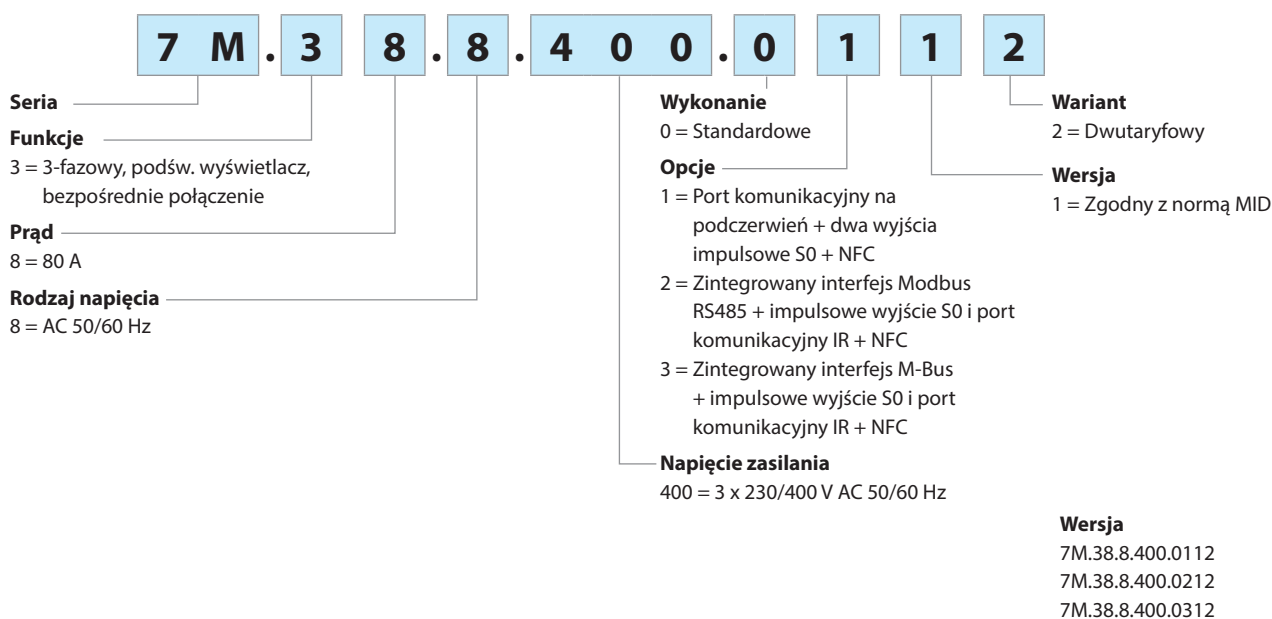 7 M . 3 8 . 8 . 4 0 0 . 0 1 1 2
Seria
Funkcje
3 = 3-fazowy, podśw. wyświetlacz,
bezpośrednie połączenie
Prąd
8 = 80 A
Rodzaj napięcia
8 = AC 50/60 Hz
Wykonanie
0 = Standardowe
Opcje
1 = Port komunikacyjny na
podczerwień + dwa wyjścia
impulsowe S0 + NFC
2 = Zintegrowany interfejs Modbus
RS485 + impulsowe wyjście S0 i port
komunikacyjny IR + NFC
3 = Zintegrowany interfejs M-Bus
+ impulsowe wyjście S0 i port
komunikacyjny IR + NFC
Napięcie zasilania
400 = 3 x 230/400 V AC 50/60 Hz
Wariant
2 = Dwutaryfowy
Wersja
1 = Zgodny z normą MID
Wersja
7M.38.8.400.0112
7M.38.8.400.0212
7M.38.8.400.0312